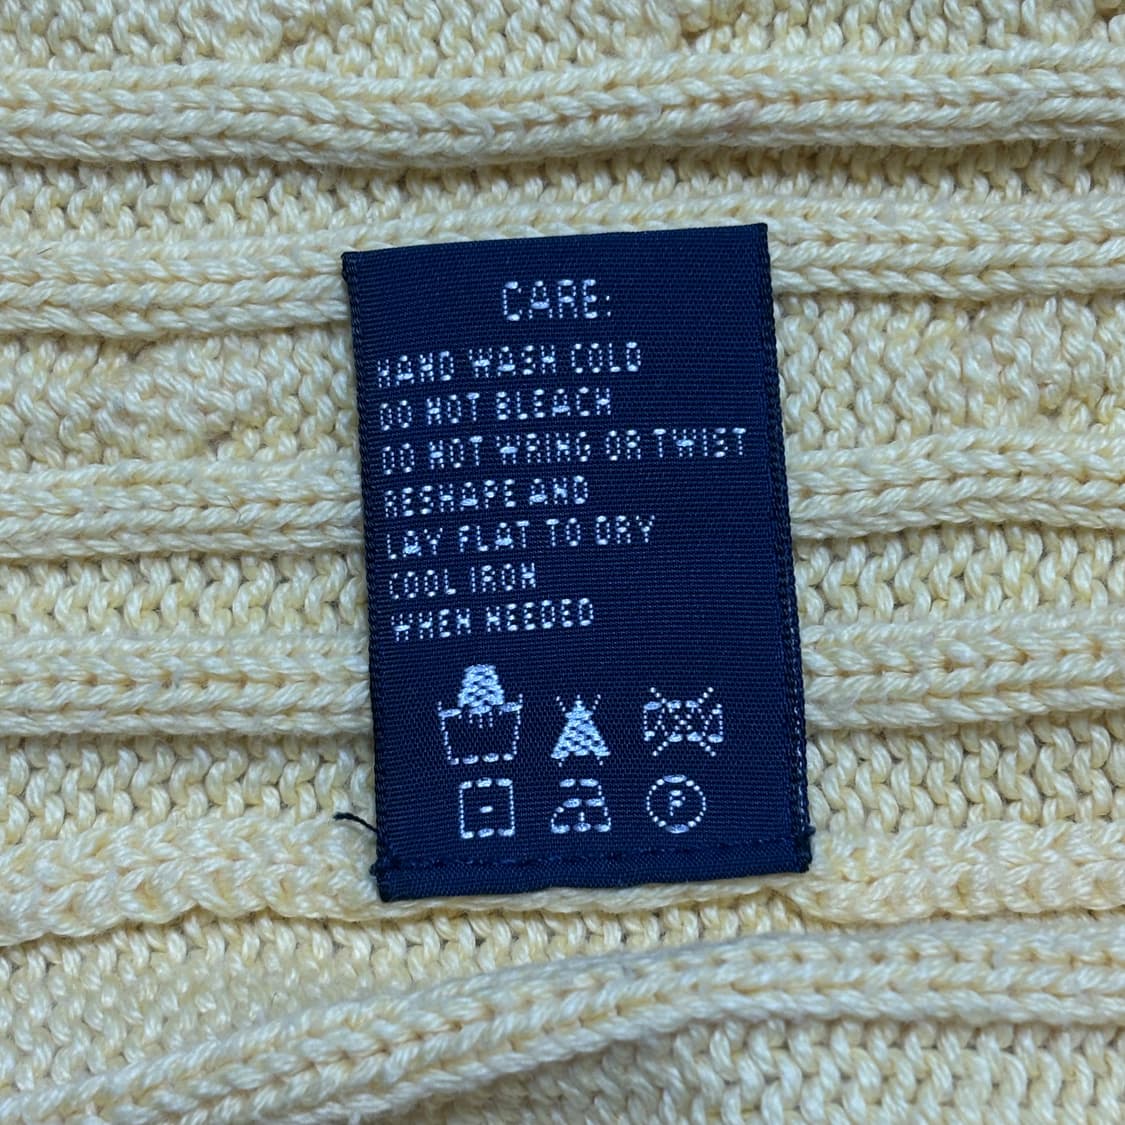 CARE:
HAND WASH COLD
DO NOT BLEACH
DO NOT WRING OR TWIST
RESHAPE AND
LAY FLAT TO DRY
COOL IRON
WHEN NEEDED
P